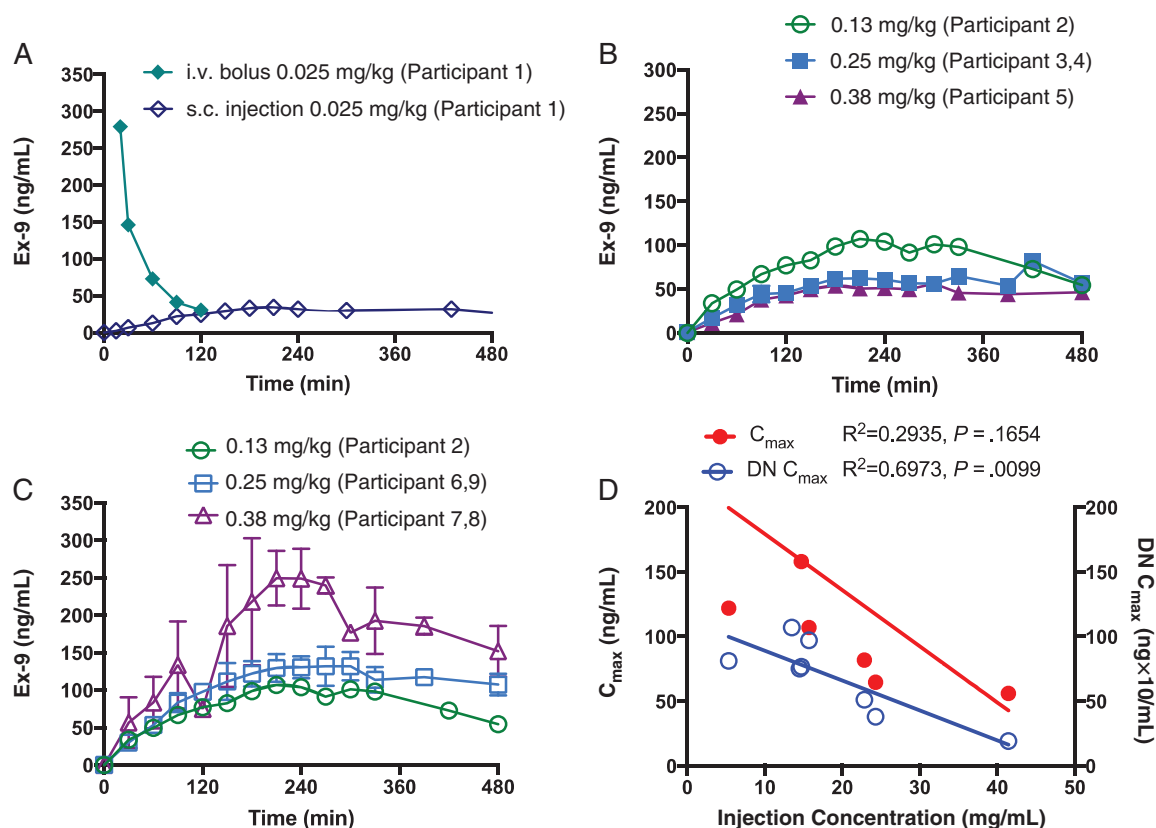 A
i.v. bolus 0.025 mg/kg (Participant 1)
s.c. injection 0.025 mg/kg (Participant 1)
Ex-9 (ng/mL)
350
300
250
200
150
100
50
0
0 120 240 360 480
Time (min)
B
0.13 mg/kg (Participant 2)
0.25 mg/kg (Participant 3,4)
0.38 mg/kg (Participant 5)
Ex-9 (ng/mL)
300
250
200
150
100
50
0
0 120 240 360 480
Time (min)
C
0.13 mg/kg (Participant 2)
0.25 mg/kg (Participant 6,9)
0.38 mg/kg (Participant 7,8)
Ex-9 (ng/mL)
350
300
250
200
150
100
50
0
0 120 240 360 480
Time (min)
D
Cmax R²=0.2935, P = .1654
DN Cmax R²=0.6973, P = .0099
Cmax (ng/mL)
200
150
100
50
0
0 10 20 30 40 50
Injection Concentration (mg/mL)
200
150
100
50
0
DN Cmax (ng×10/mL)